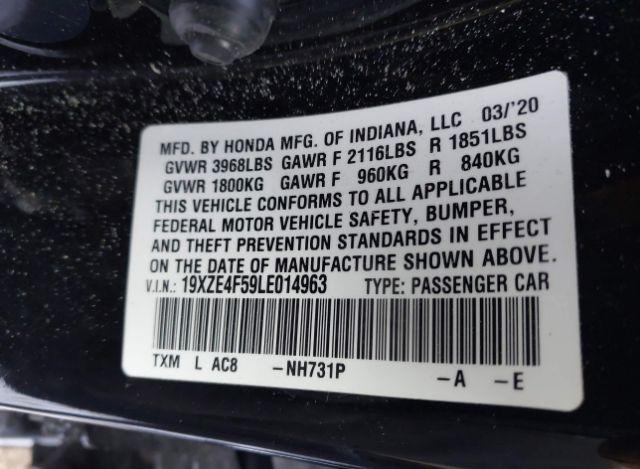 MFD. BY HONDA MFG. OF INDIANA, LLC 03/'20
GVWR 3968LBS GAWR F 2116LBS R 1851LBS
GVWR 1800KG GAWR F 960KG R 840KG
THIS VEHICLE CONFORMS TO ALL APPLICABLE
FEDERAL MOTOR VEHICLE SAFETY, BUMPER,
AND THEFT PREVENTION STANDARDS IN EFFECT
ON THE DATE OF MANUFACTURE SHOWN ABOVE.
V.I.N.: 19XZE4F59LE014963 TYPE: PASSENGER CAR
TXM L AC8 -NH731P -A -E